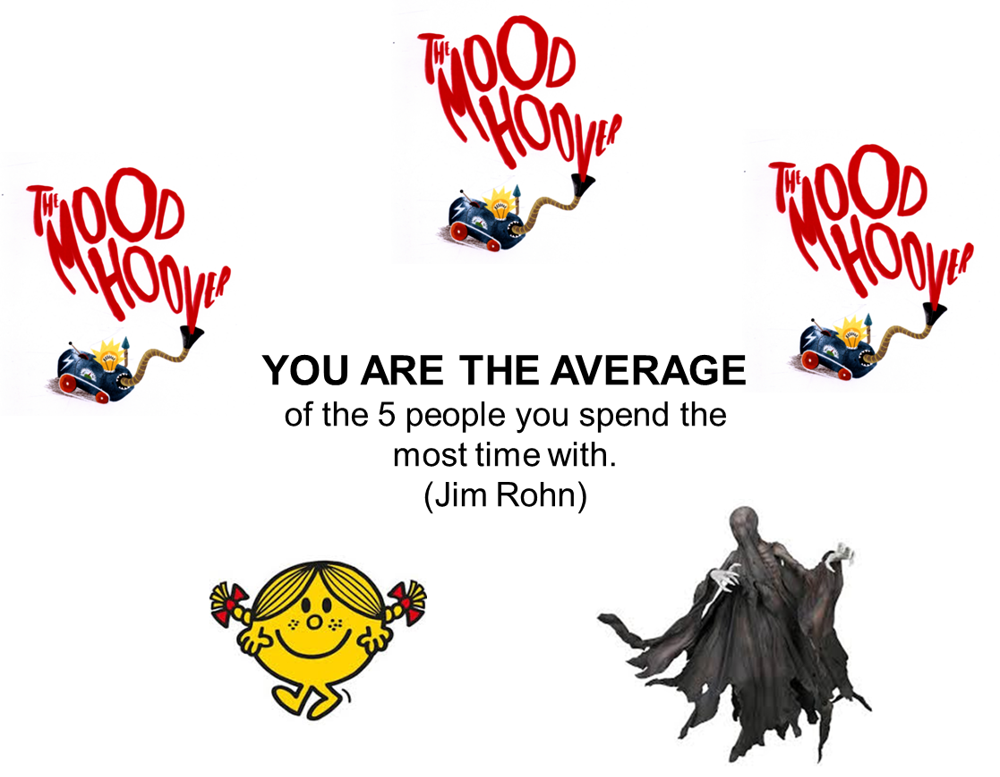 THE
MOOD
HOOVER
THE
MOOD
HOOVER
THE
MOOD
HOOVER
YOU ARE THE AVERAGE
of the 5 people you spend the
most time with.
(Jim Rohn)